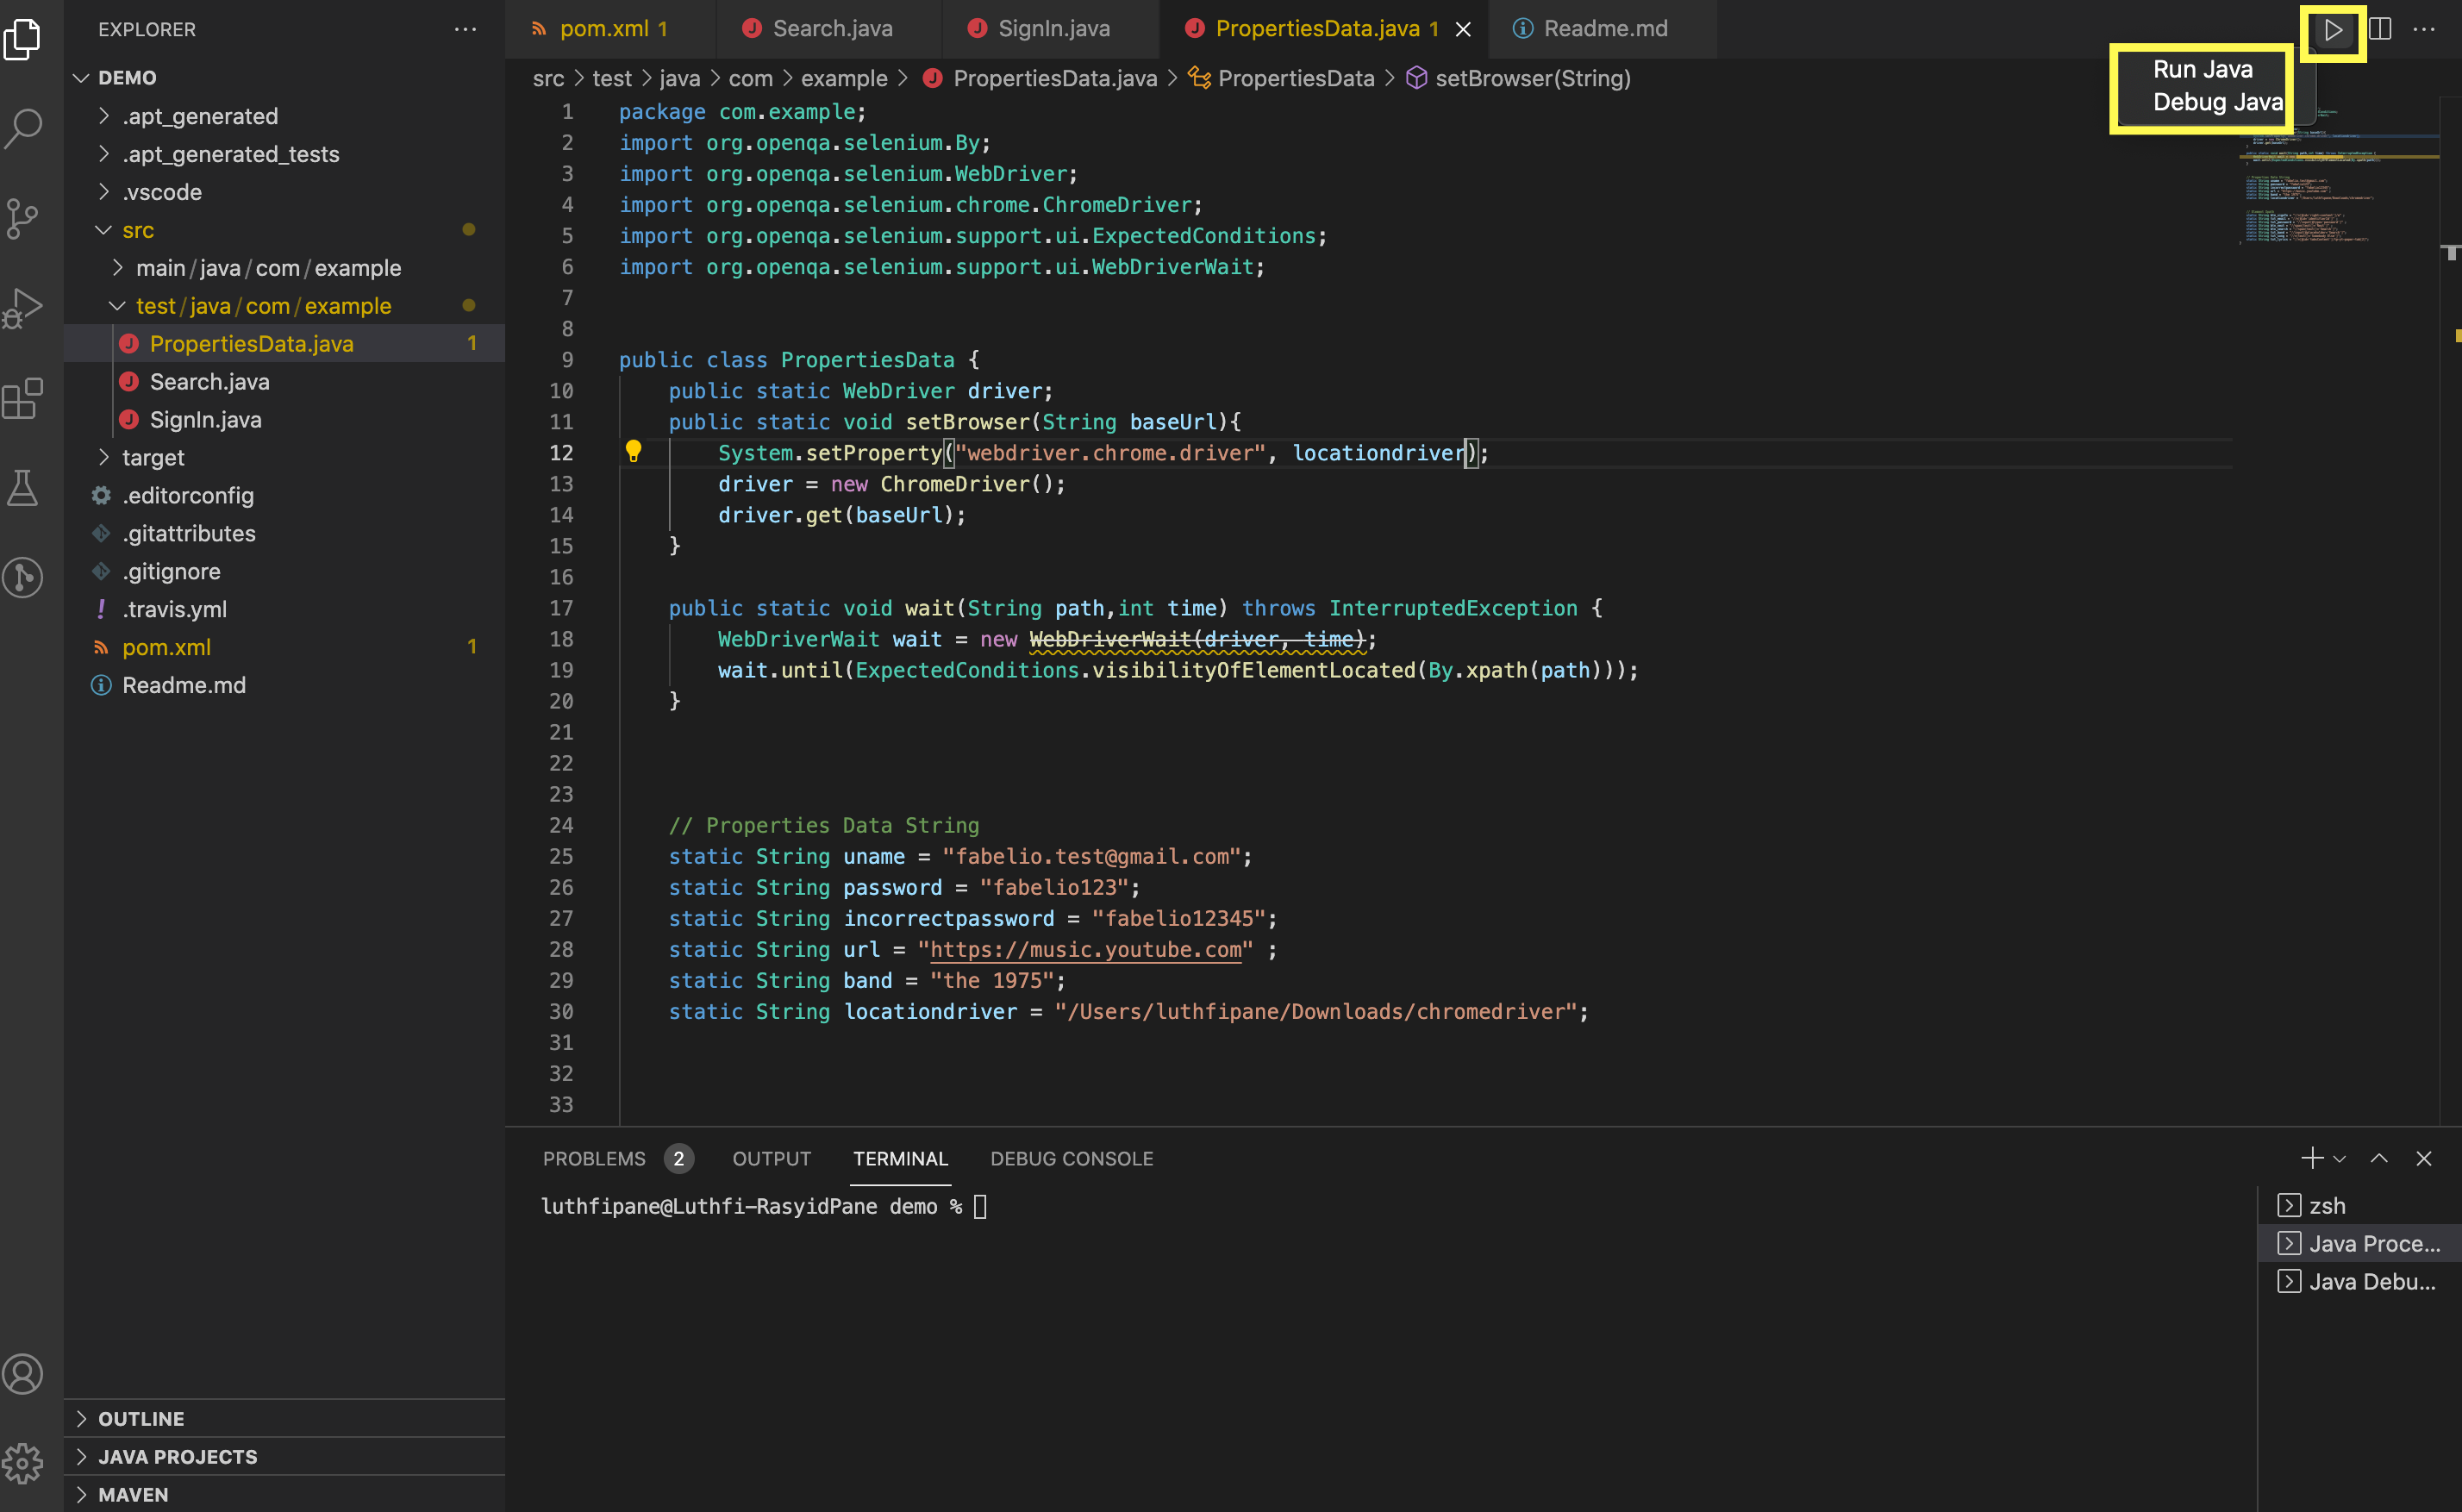 EXPLORER
DEMO
.apt_generated
.apt_generated_tests
.vscode
src
main/java/com/example
test/java/com/example
PropertiesData.java 1
Search.java
SignIn.java
target
.editorconfig
.gitattributes
.gitignore
.travis.yml
pom.xml 1
Readme.md
OUTLINE
JAVA PROJECTS
MAVEN
pom.xml 1 Search.java SignIn.java PropertiesData.java 1 Readme.md
src > test > java > com > example > PropertiesData.java > PropertiesData > setBrowser(String)
Run Java
Debug Java
1 package com.example;
2 import org.openqa.selenium.By;
3 import org.openqa.selenium.WebDriver;
4 import org.openqa.selenium.chrome.ChromeDriver;
5 import org.openqa.selenium.support.ui.ExpectedConditions;
6 import org.openqa.selenium.support.ui.WebDriverWait;
7
8
9 public class PropertiesData {
10 public static WebDriver driver;
11 public static void setBrowser(String baseUrl){
12 System.setProperty("webdriver.chrome.driver", locationdriver);
13 driver = new ChromeDriver();
14 driver.get(baseUrl);
15 }
16
17 public static void wait(String path,int time) throws InterruptedException {
18 WebDriverWait wait = new WebDriverWait(driver, time);
19 wait.until(ExpectedConditions.visibilityOfElementLocated(By.xpath(path)));
20 }
21
22
23
24 // Properties Data String
25 static String uname = "fabelio.test@gmail.com";
26 static String password = "fabelio123";
27 static String incorrectpassword = "fabelio12345";
28 static String url = "https://music.youtube.com" ;
29 static String band = "the 1975";
30 static String locationdriver = "/Users/luthfipane/Downloads/chromedriver";
31
32
33
PROBLEMS 2 OUTPUT TERMINAL DEBUG CONSOLE
luthfipane@Luthfi-RasyidPane demo %
zsh
Java Proce...
Java Debu...